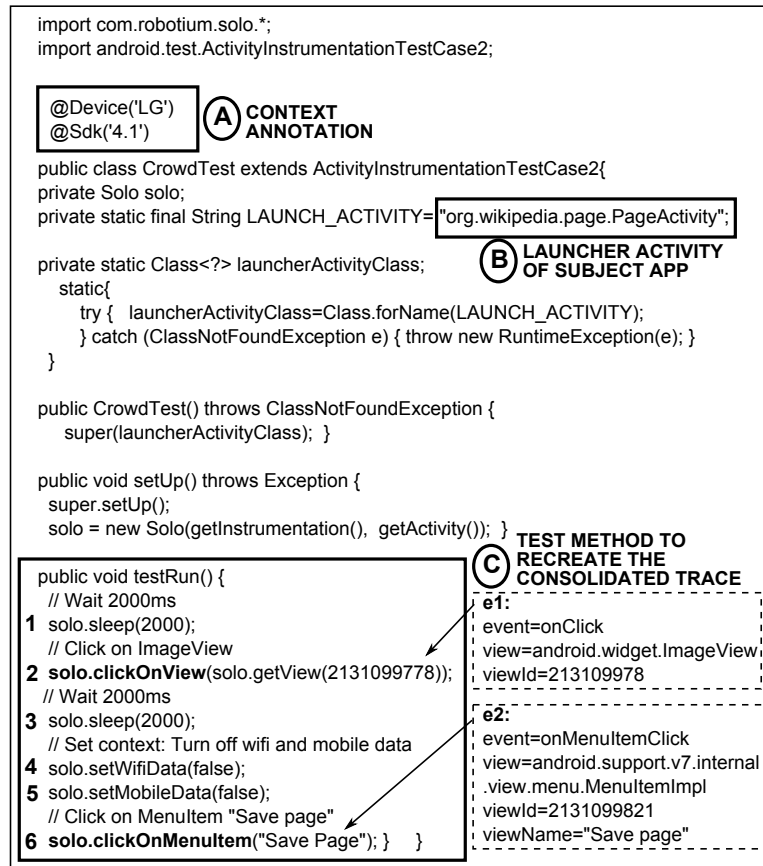 import com.robotium.solo.*;
import android.test.ActivityInstrumentationTestCase2;
@Device('LG')
@Sdk('4.1')
A CONTEXT
ANNOTATION
public class CrowdTest extends ActivityInstrumentationTestCase2{
private Solo solo;
private static final String LAUNCH_ACTIVITY= "org.wikipedia.page.PageActivity";
B LAUNCHER ACTIVITY
OF SUBJECT APP
private static Class<?> launcherActivityClass;
static{
try { launcherActivityClass=Class.forName(LAUNCH_ACTIVITY);
} catch (ClassNotFoundException e) { throw new RuntimeException(e); }
}
public CrowdTest() throws ClassNotFoundException {
super(launcherActivityClass); }
public void setUp() throws Exception {
super.setUp();
solo = new Solo(getInstrumentation(), getActivity()); }
C TEST METHOD TO
RECREATE THE
CONSOLIDATED TRACE
public void testRun() {
// Wait 2000ms
1 solo.sleep(2000);
// Click on ImageView
2 solo.clickOnView(solo.getView(2131099778));
// Wait 2000ms
3 solo.sleep(2000);
// Set context: Turn off wifi and mobile data
4 solo.setWifiData(false);
5 solo.setMobileData(false);
// Click on MenuItem "Save page"
6 solo.clickOnMenuItem("Save Page"); } }
e1:
event=onClick
view=android.widget.ImageView
viewId=213109978
e2:
event=onMenuItemClick
view=android.support.v7.internal
.view.menu.MenuItemImpl
viewId=2131099821
viewName="Save page"